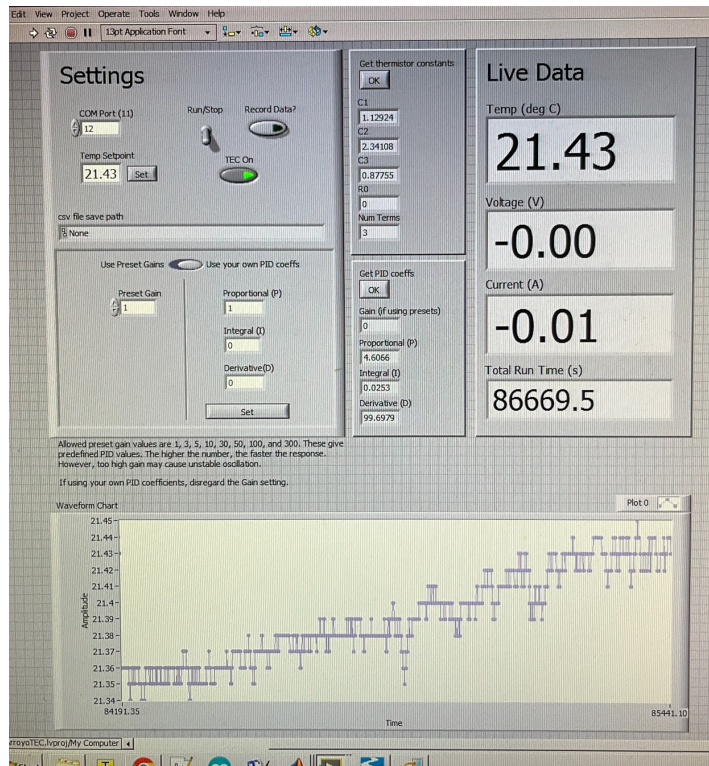 Edit View Project Operate Tools Window Help
13pt Application Font
Settings
COM Port (11)
12
Run/Stop
Record Data?
Temp Setpoint
21.43
Set
TEC On
csv file save path
None
Use Preset Gains
Use your own PID coeffs
Preset Gain
1
Proportional (P)
1
Integral (I)
0
Derivative(D)
0
Set
Get thermistor constants
OK
C1
1.12924
C2
2.34108
C3
0.87755
R0
0
Num Terms
3
Get PID coeffs
OK
Gain (if using presets)
0
Proportional (P)
4.6066
Integral (I)
0.0253
Derivative (D)
99.6979
Live Data
Temp (deg C)
21.43
Voltage (V)
-0.00
Current (A)
-0.01
Total Run Time (s)
86669.5
Allowed preset gain values are 1, 3, 5, 10, 30, 50, 100, and 300. These give
predefined PID values. The higher the number, the faster the response.
However, too high gain may cause unstable oscillation.
If using your own PID coefficients, disregard the Gain setting.
Waveform Chart
Plot 0
Amplitude
21.45
21.44
21.43
21.42
21.41
21.4
21.39
21.38
21.37
21.36
21.35
21.34
84191.35
85441.10
Time
rroyoTEC.lvproj/My Computer